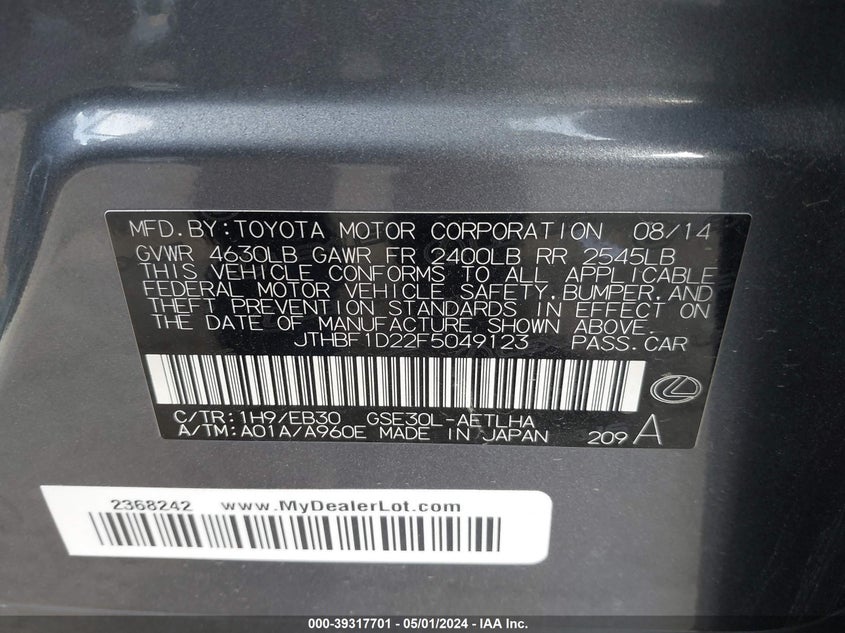 MFD.BY:TOYOTA MOTOR CORPORATION 08/14
GVWR 4630LB GAWR FR 2400LB RR 2545LB
THIS VEHICLE CONFORMS TO ALL APPLICABLE
FEDERAL MOTOR VEHICLE SAFETY,BUMPER,AND
THEFT PREVENTION STANDARDS IN EFFECT ON
THE DATE OF MANUFACTURE SHOWN ABOVE.
JTHBF1D22F5049123 PASS.CAR
C/TR:1H9/EB30 GSE30L-AETLHA
A/TM:A01A/A960E MADE IN JAPAN 209 A
2368242 www.MyDealerLot.com
000-39317701 - 05/01/2024 - IAA Inc.